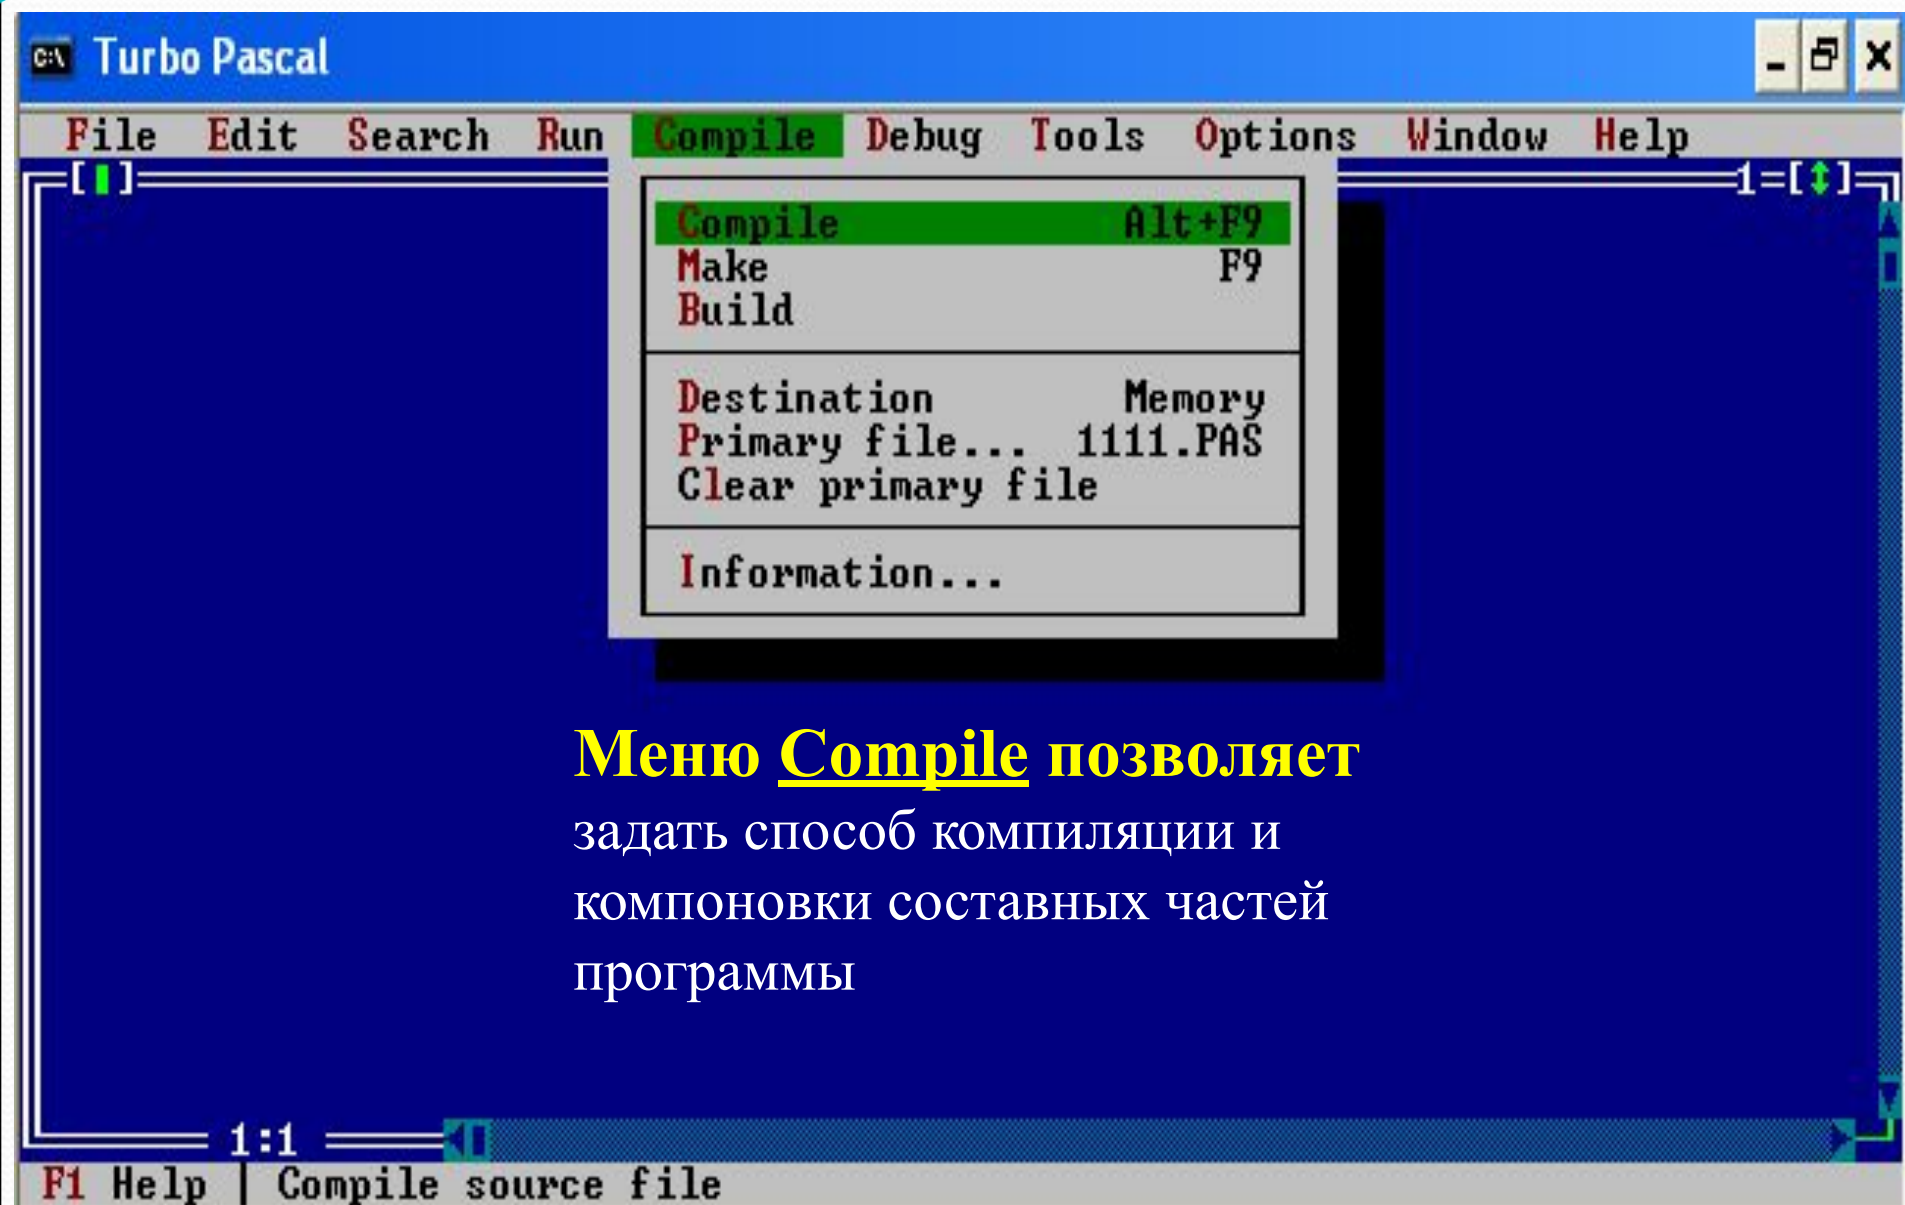 C:\ Turbo Pascal
File Edit Search Run Compile Debug Tools Options Window Help
[ ] 1=[↕]
Compile Alt+F9
Make F9
Build
Destination Memory
Primary file... 1111.PAS
Clear primary file
Information...
Меню Compile позволяет
задать способ компиляции и
компоновки составных частей
программы
1:1
F1 Help | Compile source file